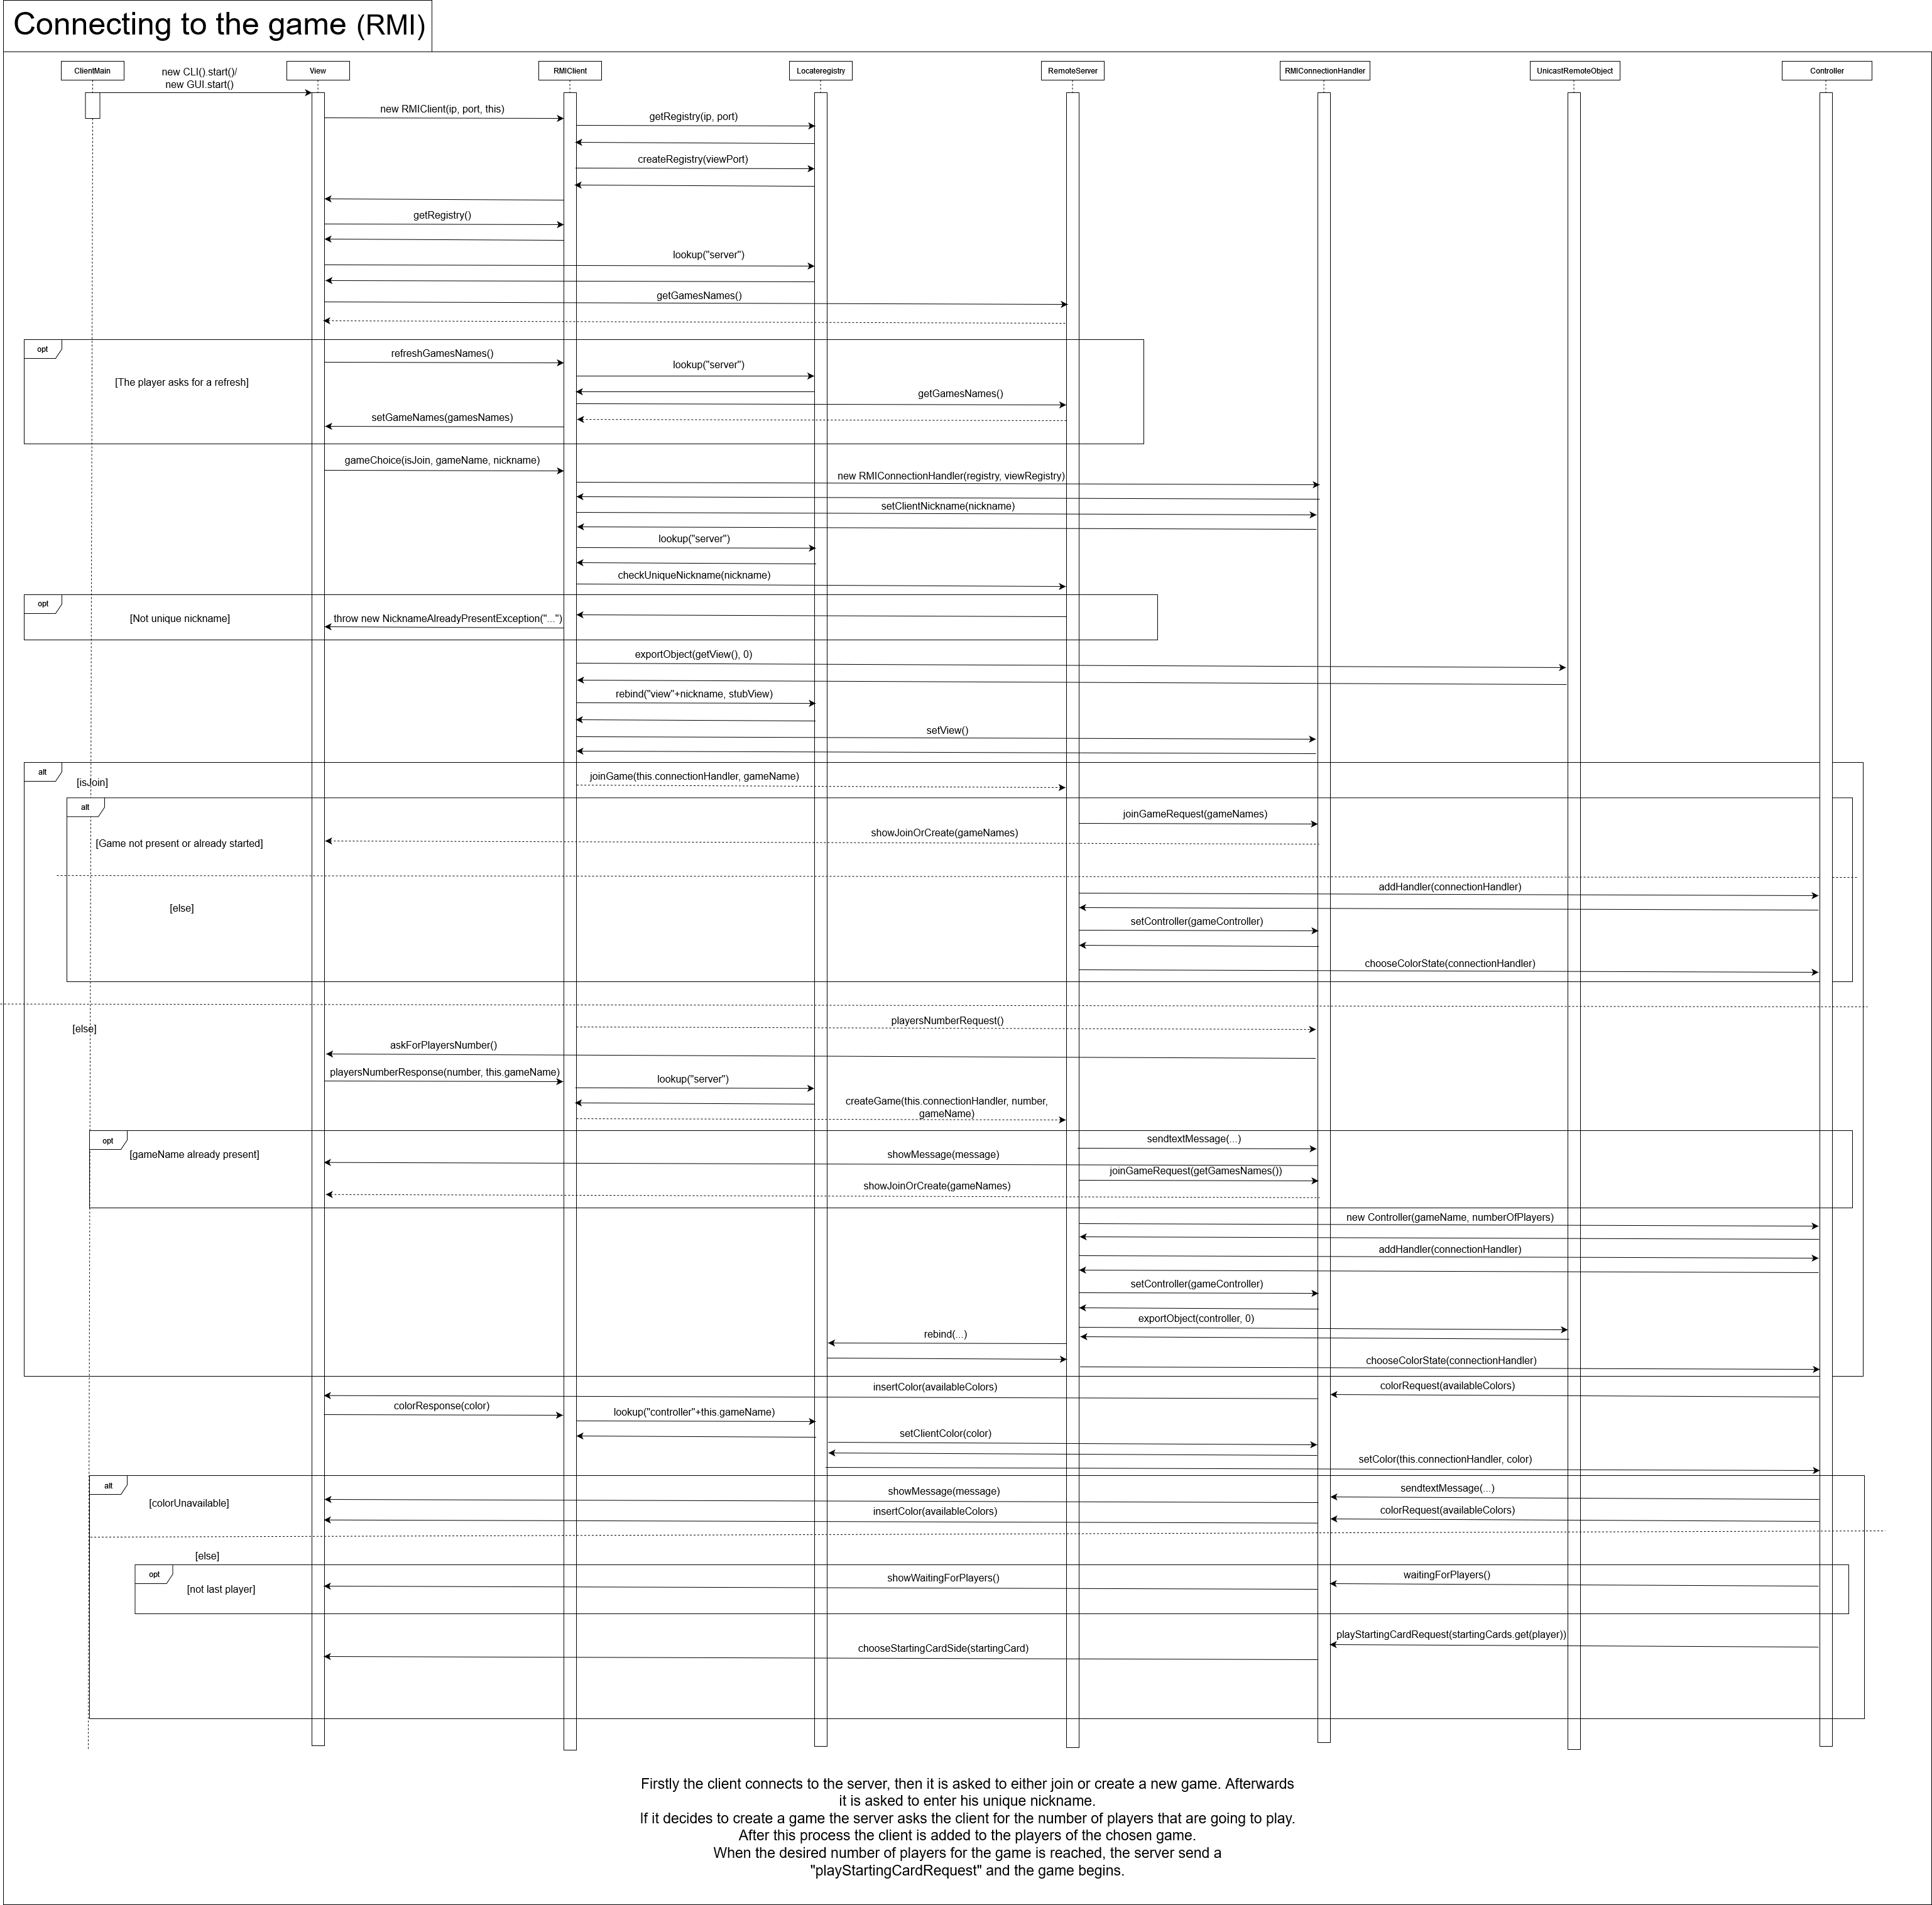 Connecting to the game (RMI)
ClientMain
new CLI().start()/
new GUI.start()
View
RMIClient
Locateregistry
RemoteServer
RMIConnectionHandler
UnicastRemoteObject
Controller
new RMIClient(ip, port, this)
getRegistry(ip, port)
createRegistry(viewPort)
getRegistry()
lookup("server")
getGamesNames()
opt
[The player asks for a refresh]
refreshGamesNames()
lookup("server")
getGamesNames()
setGameNames(gamesNames)
gameChoice(isJoin, gameName, nickname)
new RMIConnectionHandler(registry, viewRegistry)
setClientNickname(nickname)
lookup("server")
checkUniqueNickname(nickname)
opt
[Not unique nickname]
throw new NicknameAlreadyPresentException("...")
exportObject(getView(), 0)
rebind("view"+nickname, stubView)
setView()
alt
[isJoin]
joinGame(this.connectionHandler, gameName)
alt
joinGameRequest(gameNames)
showJoinOrCreate(gameNames)
[Game not present or already started]
addHandler(connectionHandler)
[else]
setController(gameController)
chooseColorState(connectionHandler)
[else]
playersNumberRequest()
askForPlayersNumber()
playersNumberResponse(number, this.gameName)
lookup("server")
createGame(this.connectionHandler, number,
gameName)
opt
[gameName already present]
sendtextMessage(...)
showMessage(message)
joinGameRequest(getGamesNames())
showJoinOrCreate(gameNames)
new Controller(gameName, numberOfPlayers)
addHandler(connectionHandler)
setController(gameController)
exportObject(controller, 0)
rebind(...)
chooseColorState(connectionHandler)
colorRequest(availableColors)
insertColor(availableColors)
colorResponse(color)
lookup("controller"+this.gameName)
setClientColor(color)
setColor(this.connectionHandler, color)
alt
[colorUnavailable]
sendtextMessage(...)
showMessage(message)
colorRequest(availableColors)
insertColor(availableColors)
[else]
opt
[not last player]
waitingForPlayers()
showWaitingForPlayers()
playStartingCardRequest(startingCards.get(player))
chooseStartingCardSide(startingCard)
Firstly the client connects to the server, then it is asked to either join or create a new game. Afterwards
it is asked to enter his unique nickname.
If it decides to create a game the server asks the client for the number of players that are going to play.
After this process the client is added to the players of the chosen game.
When the desired number of players for the game is reached, the server send a
"playStartingCardRequest" and the game begins.